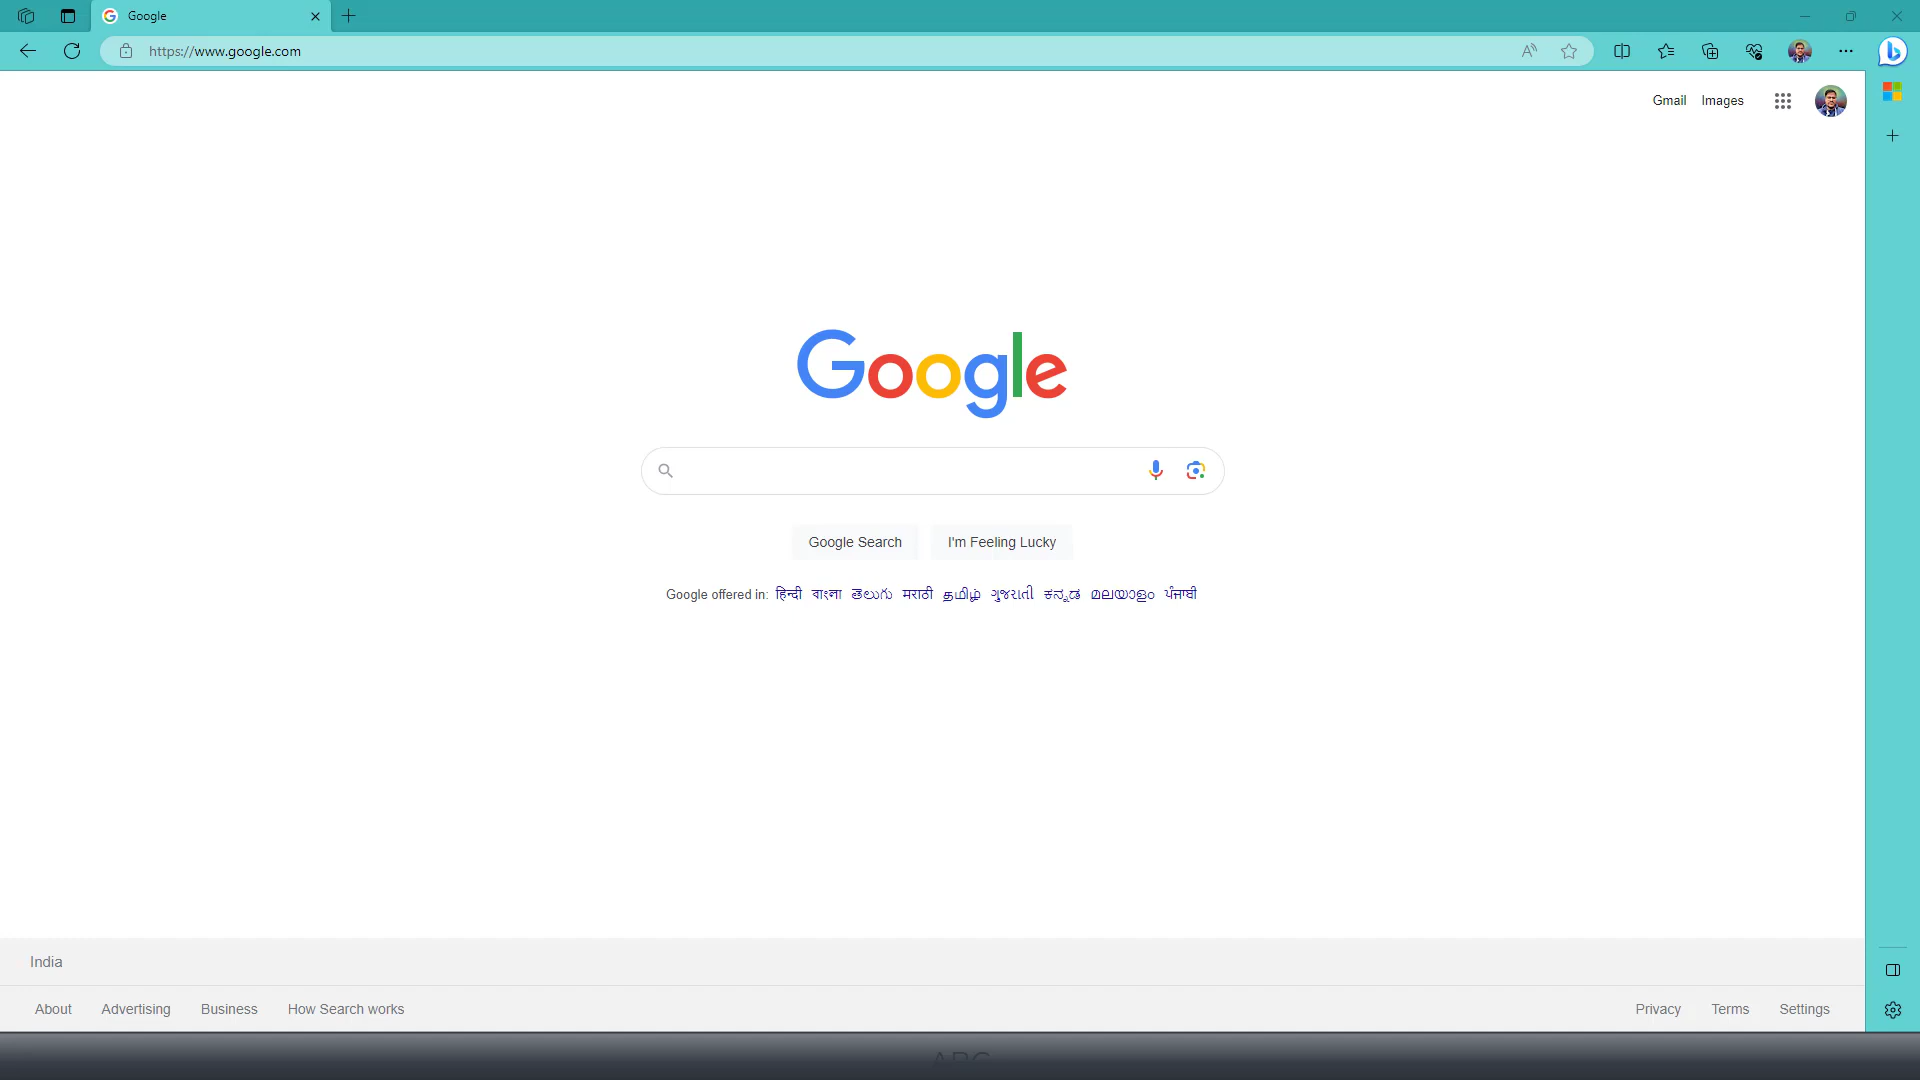 Google
https://www.google.com
Gmail Images
Google
Google Search I'm Feeling Lucky
Google offered in: हिन्दी বাংলা తెలుగు मराठी தமிழ் ગુજરાતી ಕನ್ನಡ മലയാളം ਪੰਜਾਬੀ
India
About Advertising Business How Search works Privacy Terms Settings